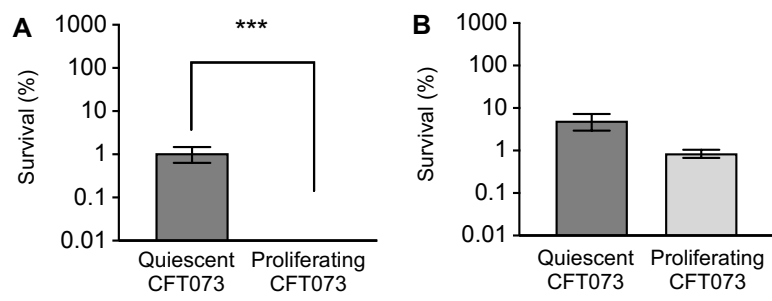 A
***
Survival (%)
1000
100
10
1
0.1
0.01
Quiescent
CFT073
Proliferating
CFT073
B
Survival (%)
1000
100
10
1
0.1
0.01
Quiescent
CFT073
Proliferating
CFT073